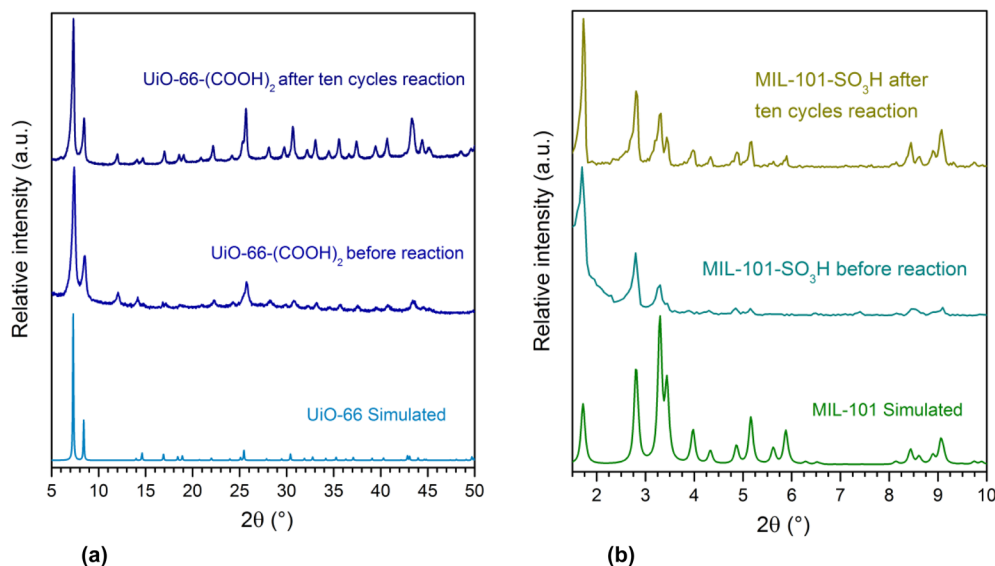 Relative intensity (a.u.)
UiO-66-(COOH)₂ after ten cycles reaction
UiO-66-(COOH)₂ before reaction
UiO-66 Simulated
5 10 15 20 25 30 35 40 45 50
2θ (°)
(a)
Relative intensity (a.u.)
MIL-101-SO₃H after
ten cycles reaction
MIL-101-SO₃H before reaction
MIL-101 Simulated
2 3 4 5 6 7 8 9 10
2θ (°)
(b)